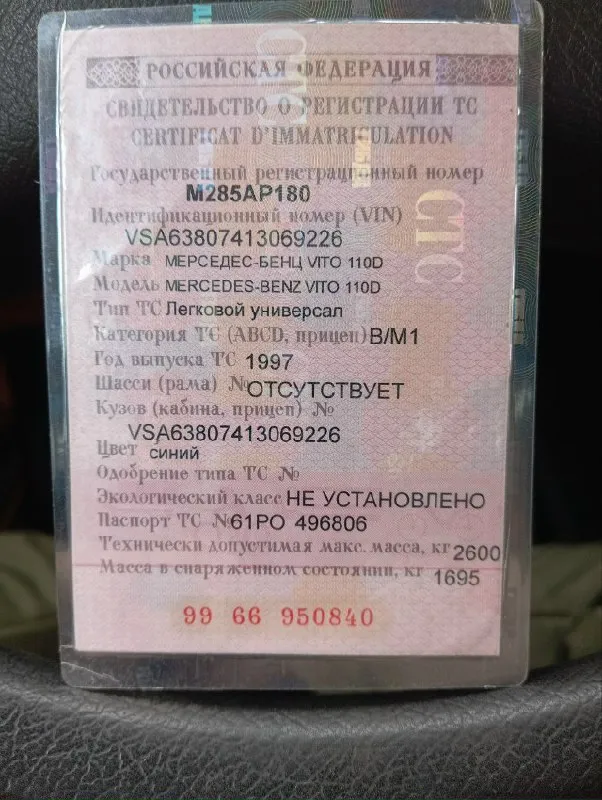 РОССИЙСКАЯ ФЕДЕРАЦИЯ
СВИДЕТЕЛЬСТВО О РЕГИСТРАЦИИ ТС
CERTIFICAT D'IMMATRICULATION
Государственный регистрационный номер
М285АР180
Идентификационный номер (VIN)
VSA63807413069226
Марка МЕРСЕДЕС-БЕНЦ VITO 110D
Модель MERCEDES-BENZ VITO 110D
Тип ТС Легковой универсал
Категория ТС (ABCD, прицеп) В/М1
Год выпуска ТС 1997
Шасси (рама) № ОТСУТСТВУЕТ
Кузов (кабина, прицеп) №
VSA63807413069226
Цвет синий
Одобрение типа ТС №
Экологический класс НЕ УСТАНОВЛЕНО
Паспорт ТС №61РО 496806
Технически допустимая макс. масса, кг 2600
Масса в снаряженном состоянии, кг 1695
99 66 950840
СТС